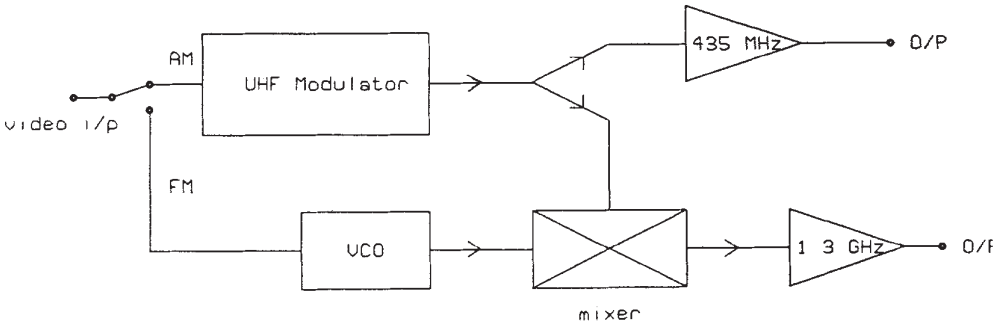 AM
UHF Modulator
435 MHz
O/P
video i/p
FM
VCO
1 3 GHz
O/P
mixer